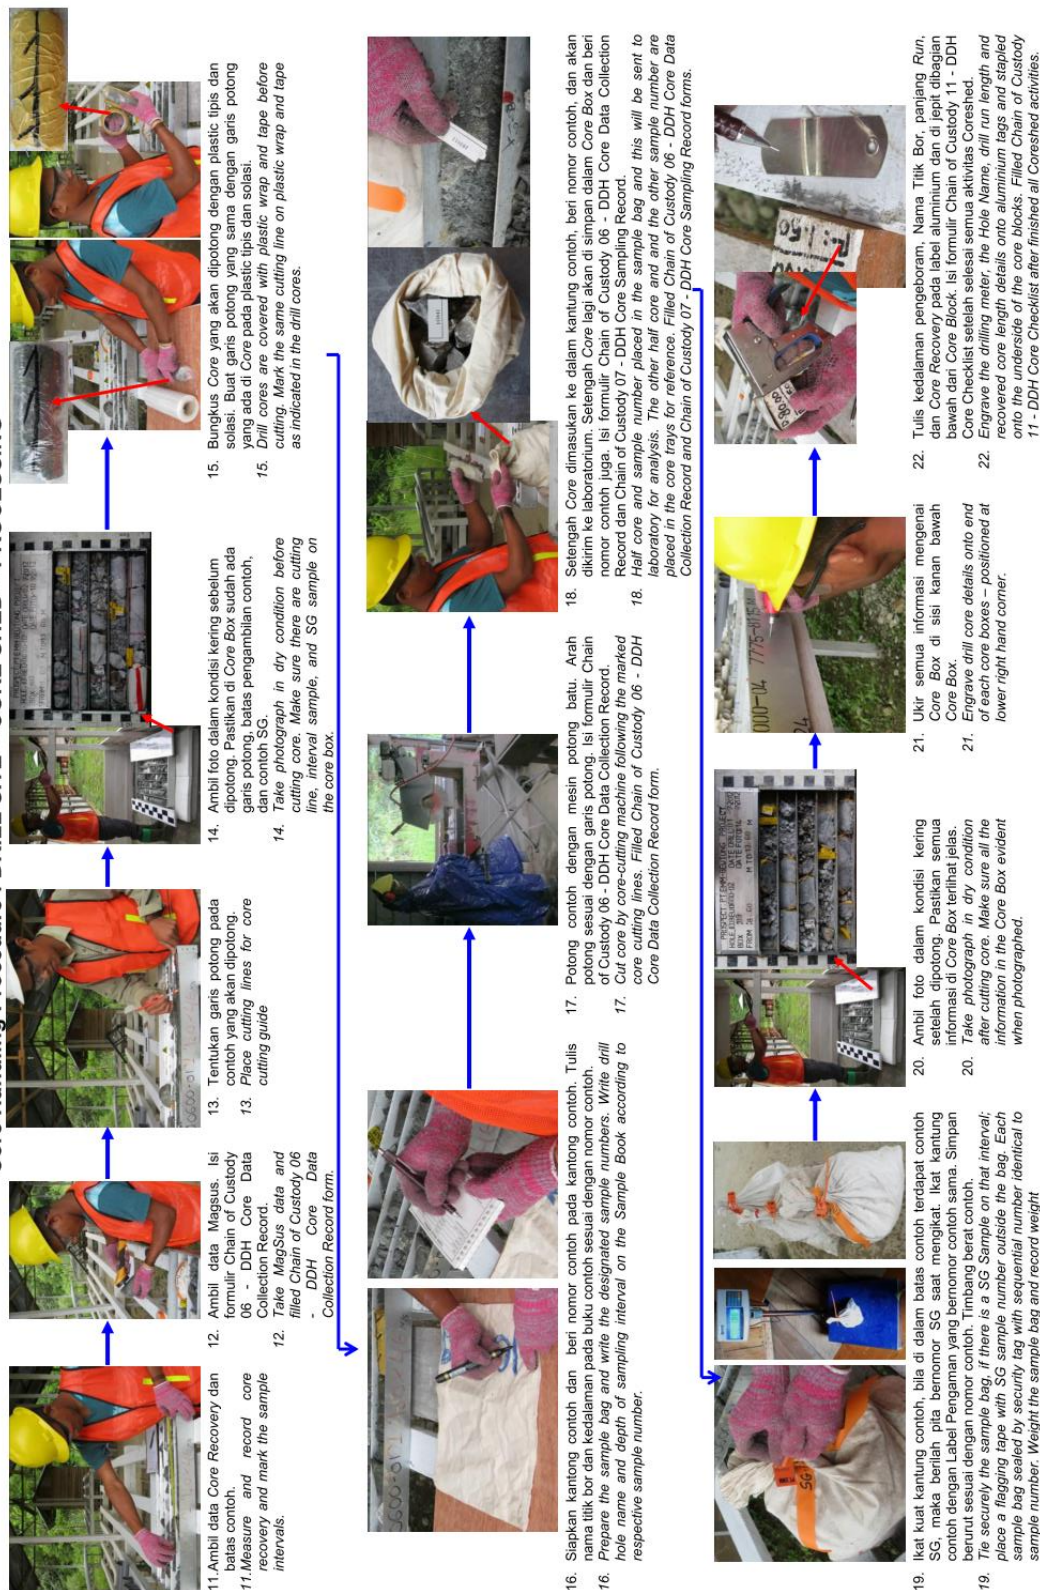 11.Ambil data Core Recovery dan
batas contoh.
11.Measure and record core
recovery and mark the sample
intervals.
12. Ambil data Magsus. Isi
formulir Chain of Custody
06 - DDH Core Data
Collection Record.
12. Take MagSus data and
filled Chain of Custody 06
- DDH Core Data
Collection Record form.
13. Tentukan garis potong pada
contoh yang akan dipotong.
13. Place cutting lines for core
cutting guide
14. Ambil foto dalam kondisi kering sebelum
dipotong. Pastikan di Core Box sudah ada
garis potong, batas pengambilan contoh,
dan contoh SG.
14. Take photograph in dry condition before
cutting core. Make sure there are cutting
line, interval sample, and SG sample on
the core box.
15. Bungkus Core yang akan dipotong dengan plastic tipis dan
solasi. Buat garis potong yang sama dengan garis potong
yang ada di Core pada plastic tipis dan solasi.
15. Drill cores are covered with plastic wrap and tape before
cutting. Mark the same cutting line on plastic wrap and tape
as indicated in the drill cores.
16. Siapkan kantong contoh dan beri nomor contoh pada kantong contoh. Tulis
nama titik bor dan kedalaman pada buku contoh sesuai dengan nomor contoh.
16. Prepare the sample bag and write the designated sample numbers. Write drill
hole name and depth of sampling interval on the Sample Book according to
respective sample number.
17. Potong contoh dengan mesin potong batu. Arah
potong sesuai dengan garis potong. Isi formulir Chain
of Custody 06 - DDH Core Data Collection Record.
17. Cut core by core-cutting machine following the marked
core cutting lines. Filled Chain of Custody 06 - DDH
Core Data Collection Record form.
18. Setengah Core dimasukan ke dalam kantung contoh, beri nomor contoh, dan akan
dikirim ke laboratorium. Setengah Core lagi akan di simpan dalam Core Box dan beri
nomor contoh juga. Isi formulir Chain of Custody 06 - DDH Core Data Collection
Record dan Chain of Custody 07 - DDH Core Sampling Record.
18. Half core and sample number placed in the sample bag and this will be sent to
laboratory for analysis. The other half core and and the other sample number are
placed in the core trays for reference. Filled Chain of Custody 06 - DDH Core Data
Collection Record and Chain of Custody 07 - DDH Core Sampling Record forms.
19. Ikat kuat kantung contoh, bila di dalam batas contoh terdapat contoh
SG, maka berilah pita bernomor SG saat mengikat. Ikat kantung
contoh dengan Label Pengaman yang bernomor contoh sama. Simpan
berurut sesuai dengan nomor contoh. Timbang berat contoh.
19. Tie securely the sample bag, if there is a SG Sample on that interval;
place a flagging tape with SG sample number outside the bag. Each
sample bag sealed by security tag with sequential number identical to
sample number. Weight the sample bag and record weight
20. Ambil foto dalam kondisi kering
setelah dipotong. Pastikan semua
informasi di Core Box terlihat jelas.
20. Take photograph in dry condition
after cutting core. Make sure all the
information in the Core Box evident
when photographed.
21. Ukir semua informasi mengenai
Core Box di sisi kanan bawah
Core Box.
21. Engrave drill core details onto end
of each core boxes – positioned at
lower right hand corner.
22. Tulis kedalaman pengeboran, Nama Titik Bor, panjang Run,
dan Core Recovery pada label aluminium dan di jepit dibagian
bawah dari Core Block. Isi formulir Chain of Custody 11 - DDH
Core Checklist setelah selesai semua aktivitas Coreshed.
22. Engrave the drilling meter, the Hole Name, drill run length and
recovered core length details onto aluminium tags and stapled
onto the underside of the core blocks. Filled Chain of Custody
11 - DDH Core Checklist after finished all Coreshed activities.